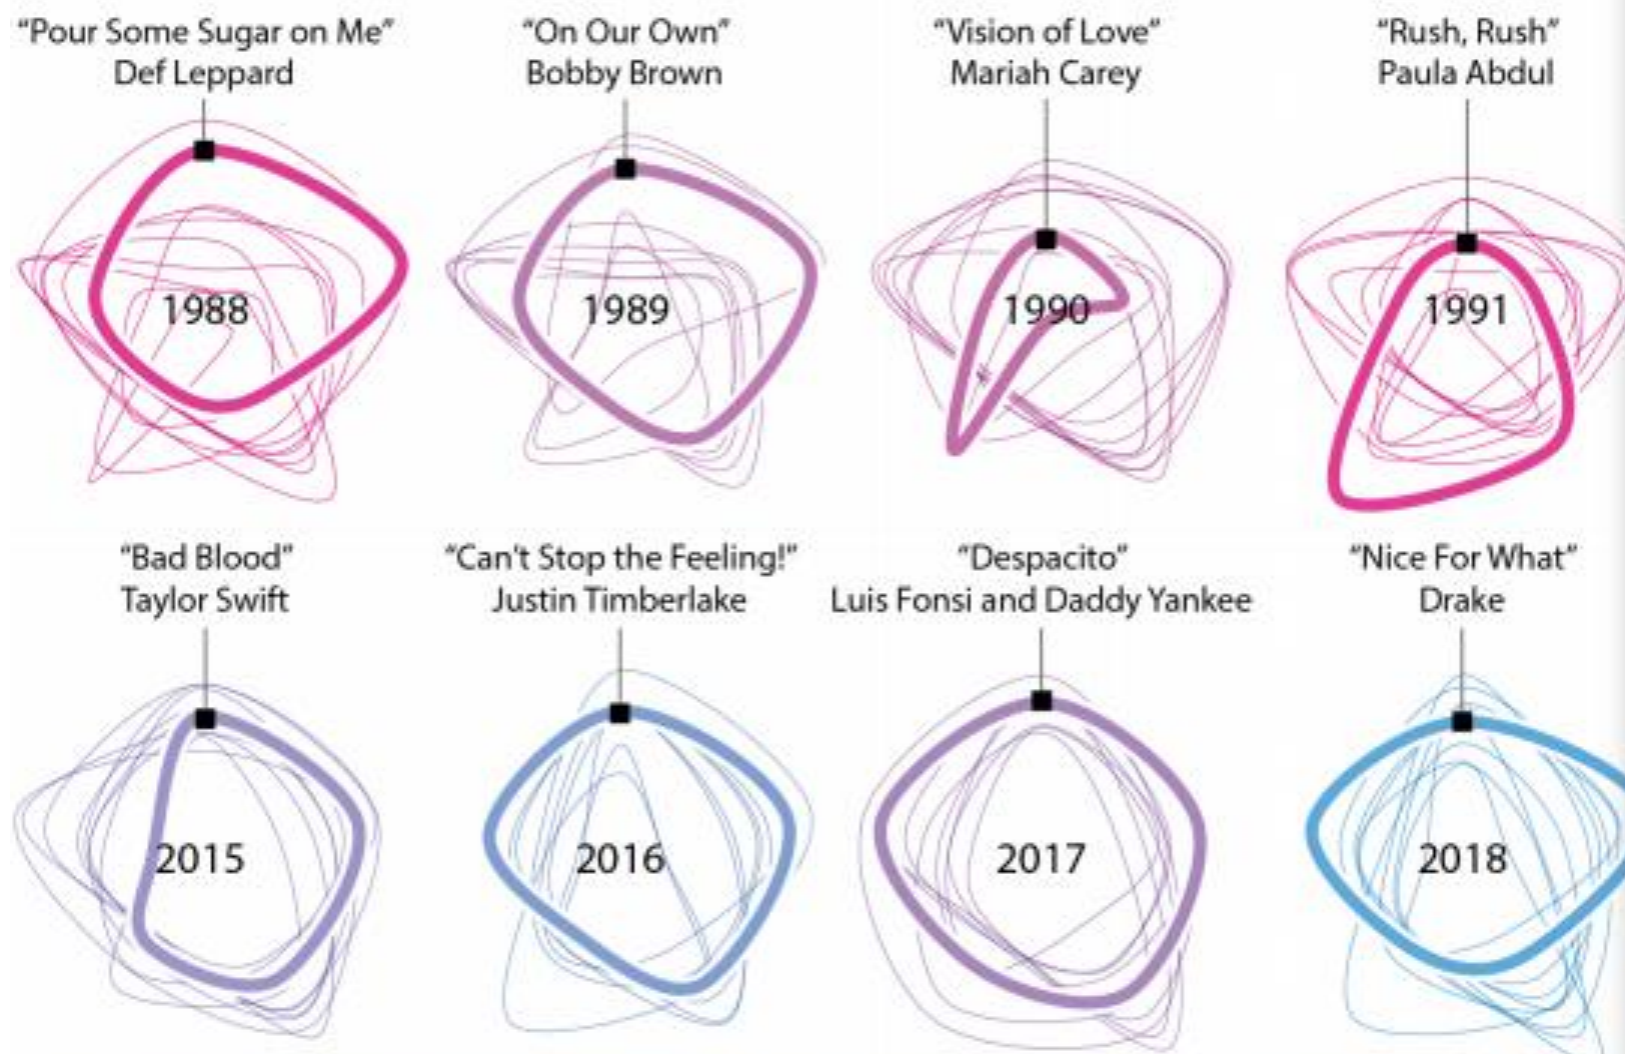 “Pour Some Sugar on Me”
Def Leppard
“On Our Own”
Bobby Brown
“Vision of Love”
Mariah Carey
“Rush, Rush”
Paula Abdul
1988
1989
1990
1991
“Bad Blood”
Taylor Swift
“Can't Stop the Feeling!”
Justin Timberlake
“Despacito”
Luis Fonsi and Daddy Yankee
“Nice For What”
Drake
2015
2016
2017
2018